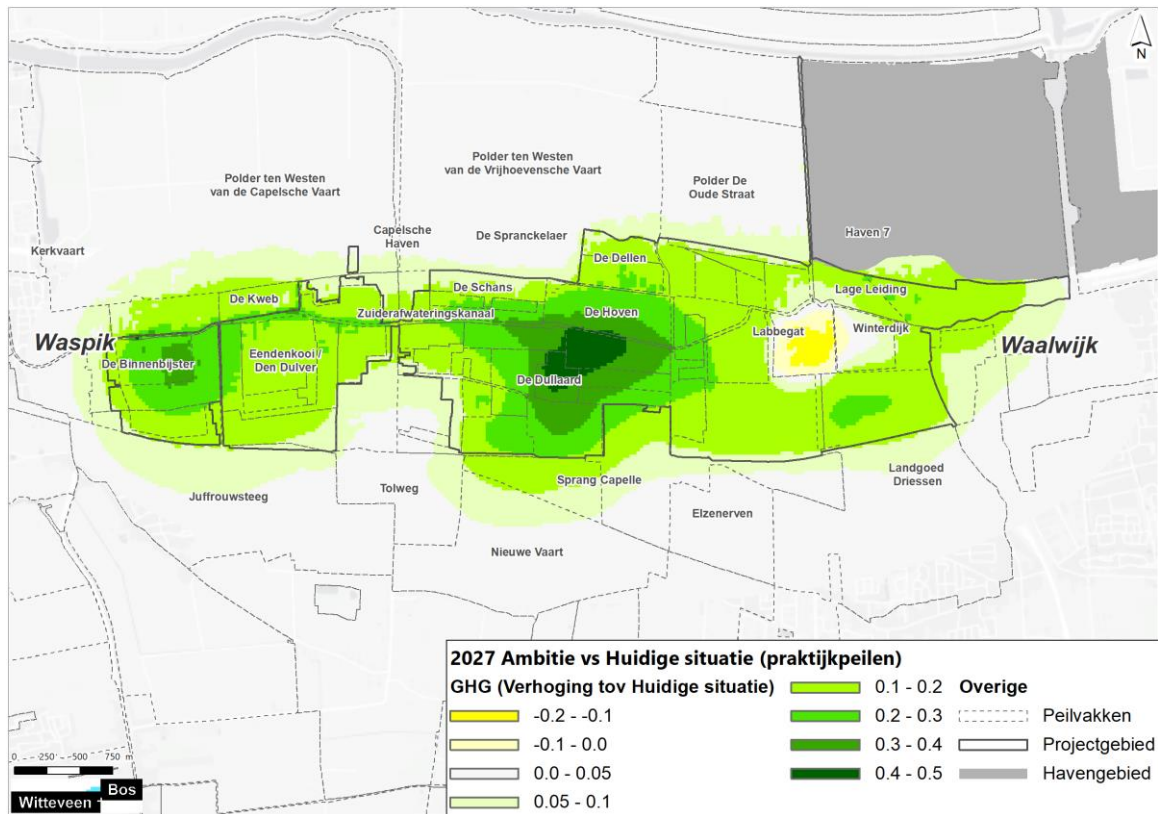 N
Polder ten Westen
van de Vrijhoevensche Vaart
Polder ten Westen
van de Capelsche Vaart
Polder De
Oude Straat
Capelsche
Haven
De Spranckelaer
Haven 7
Kerkvaart
De Dellen
De Schans
Lage Leiding
De Kweb
Zuiderafwateringskanaal
De Hoven
Labbegat
Winterdijk
Waspik
Waalwijk
De Binnenbijster
Eendenkooi /
Den Dulver
De Dullaard
Sprang Capelle
Landgoed
Driessen
Juffrouwsteeg
Tolweg
Elzenerven
Nieuwe Vaart
2027 Ambitie vs Huidige situatie (praktijkpeilen)
GHG (Verhoging tov Huidige situatie)
-0.2 - -0.1
-0.1 - 0.0
0.0 - 0.05
0.05 - 0.1
0.1 - 0.2
0.2 - 0.3
0.3 - 0.4
0.4 - 0.5
Overige
Peilvakken
Projectgebied
Havengebied
0 250 500 750 m
Witteveen
Bos